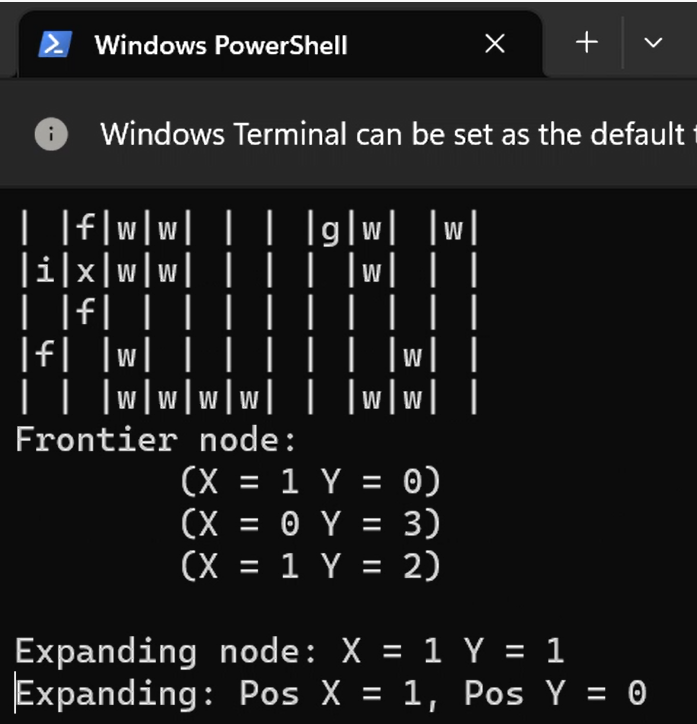 Windows PowerShell
Windows Terminal can be set as the default
| |f|w|w| | | |g|w| |w|
|i|x|w|w| | | | |w| | |
| |f| | | | | | | | | |
|f| |w| | | | | | |w| |
| | |w|w|w|w| | |w|w| |
Frontier node:
(X = 1 Y = 0)
(X = 0 Y = 3)
(X = 1 Y = 2)
Expanding node: X = 1 Y = 1
Expanding: Pos X = 1, Pos Y = 0